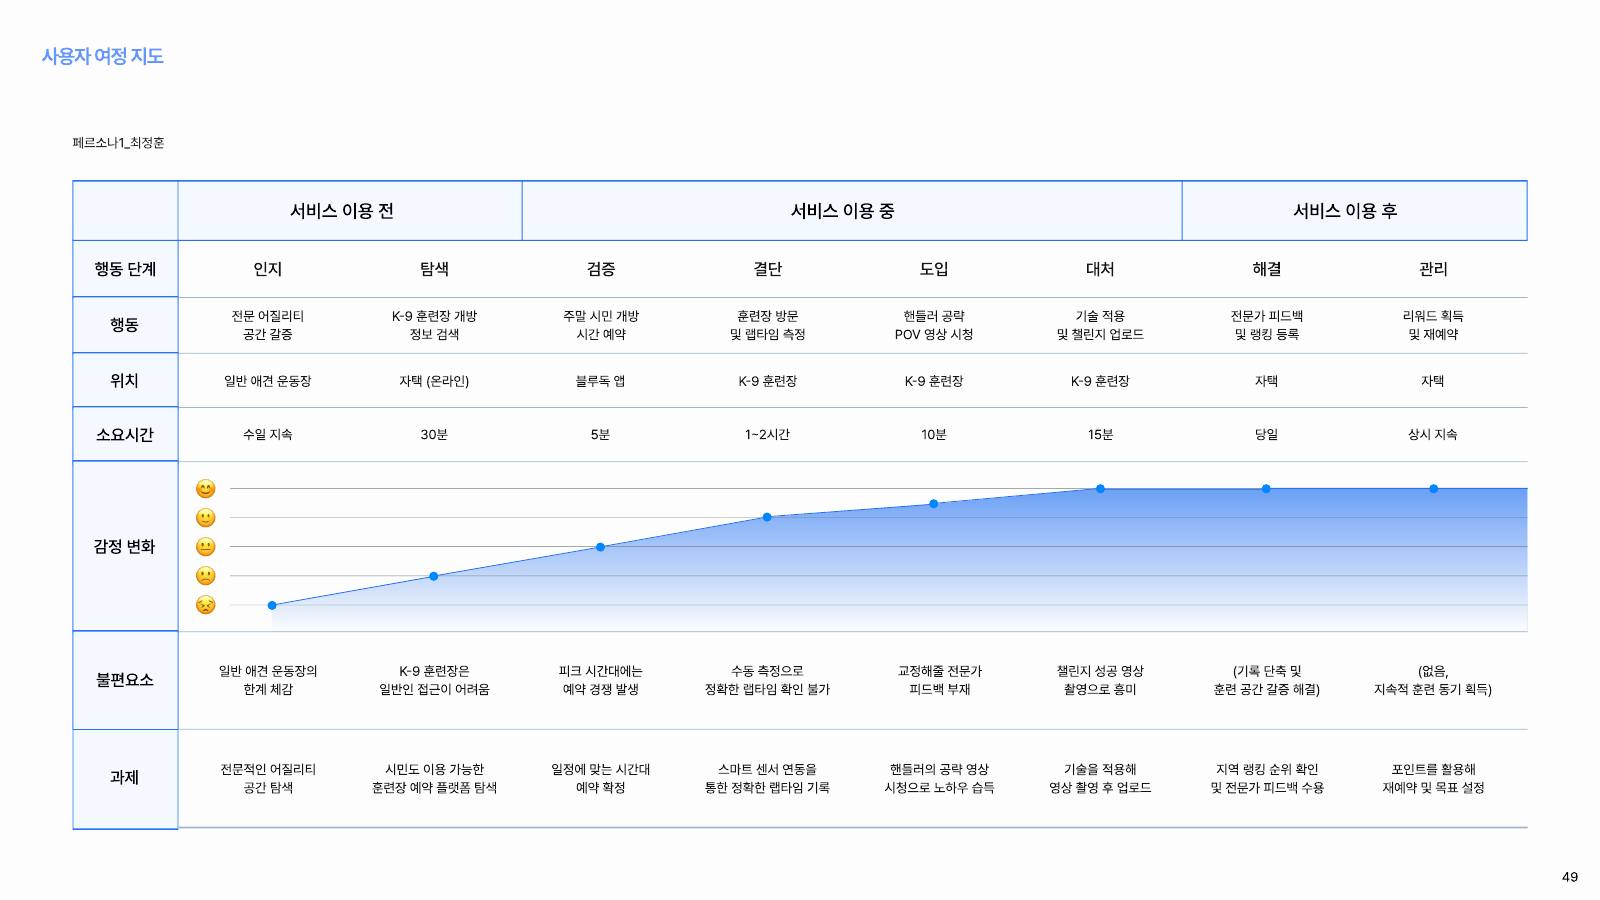 사용자 여정 지도
페르소나1_최정훈
서비스 이용 전
서비스 이용 중
서비스 이용 후
행동 단계
인지
탐색
검증
결단
도입
대처
해결
관리
행동
전문 어질리티
공간 갈증
K-9 훈련장 개방
정보 검색
주말 시민 개방
시간 예약
훈련장 방문
및 랩타임 측정
핸들러 공략
POV 영상 시청
기술 적용
및 챌린지 업로드
전문가 피드백
및 랭킹 등록
리워드 획득
및 재예약
위치
일반 애견 운동장
자택 (온라인)
블루독 앱
K-9 훈련장
K-9 훈련장
K-9 훈련장
자택
자택
소요시간
수일 지속
30분
5분
1~2시간
10분
15분
당일
상시 지속
감정 변화
불편요소
일반 애견 운동장의
한계 체감
K-9 훈련장은
일반인 접근이 어려움
피크 시간대에는
예약 경쟁 발생
수동 측정으로
정확한 랩타임 확인 불가
교정해줄 전문가
피드백 부재
챌린지 성공 영상
촬영으로 흥미
(기록 단축 및
훈련 공간 갈증 해결)
(없음,
지속적 훈련 동기 획득)
과제
전문적인 어질리티
공간 탐색
시민도 이용 가능한
훈련장 예약 플랫폼 탐색
일정에 맞는 시간대
예약 확정
스마트 센서 연동을
통한 정확한 랩타임 기록
핸들러의 공략 영상
시청으로 노하우 습득
기술을 적용해
영상 촬영 후 업로드
지역 랭킹 순위 확인
및 전문가 피드백 수용
포인트를 활용해
재예약 및 목표 설정
49